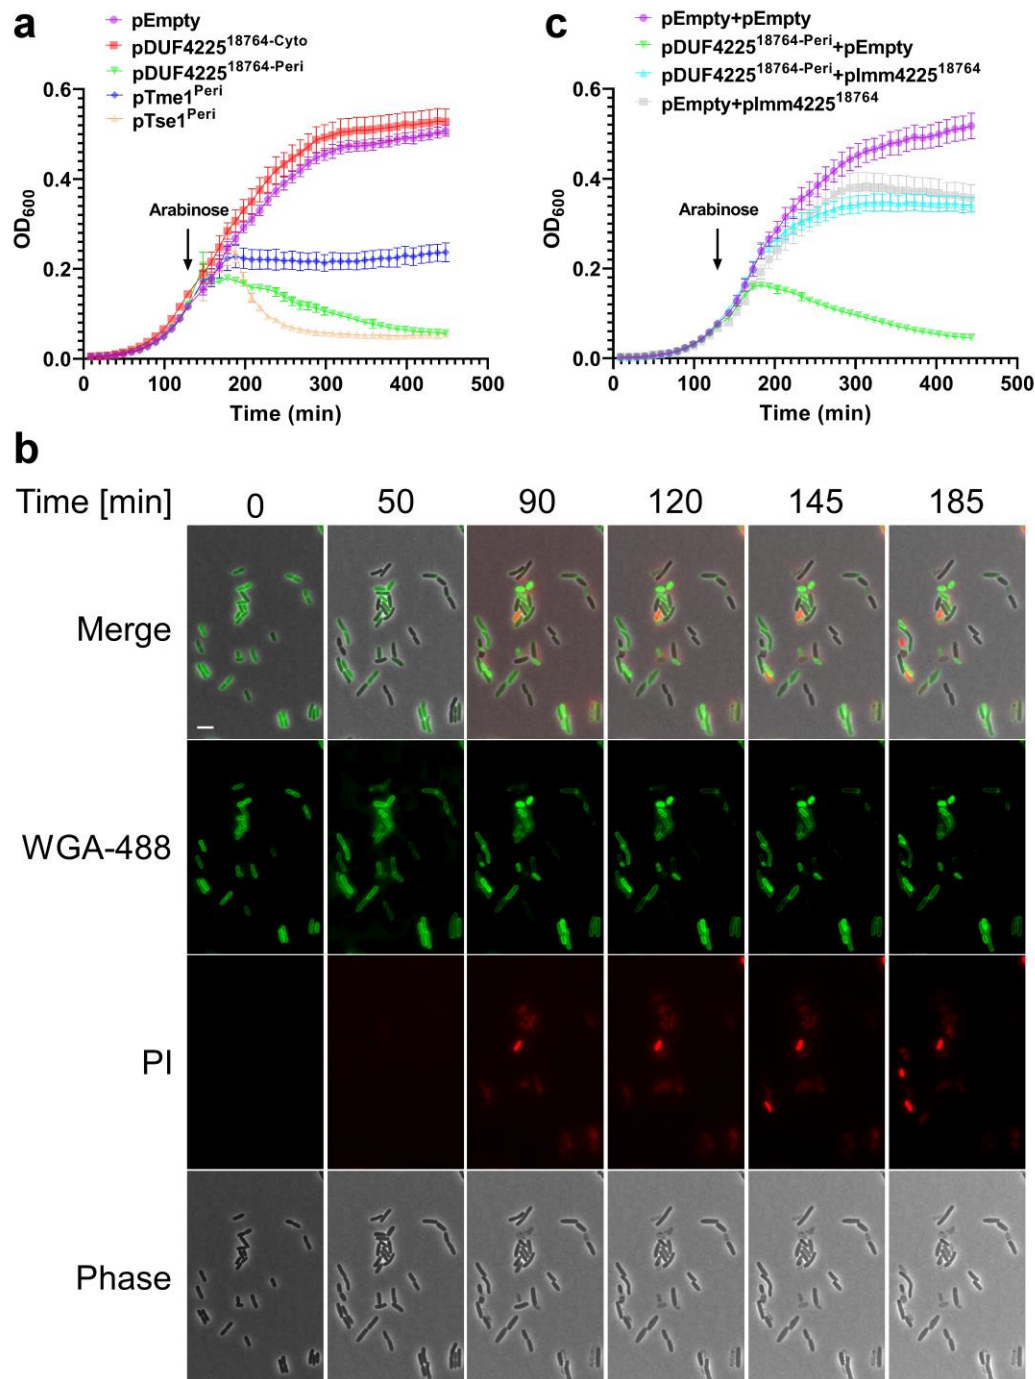 a
pEmpty
pDUF4225^18764-Cyto
pDUF4225^18764-Peri
pTme1^Peri
pTse1^Peri
0.6
0.4
0.2
0.0
OD600
Arabinose
0 100 200 300 400 500
Time (min)
c
pEmpty+pEmpty
pDUF4225^18764-Peri+pEmpty
pDUF4225^18764-Peri+pImm4225^18764
pEmpty+pImm4225^18764
0.6
0.4
0.2
0.0
OD600
Arabinose
0 100 200 300 400 500
Time (min)
b
Time [min] 0 50 90 120 145 185
Merge
WGA-488
PI
Phase